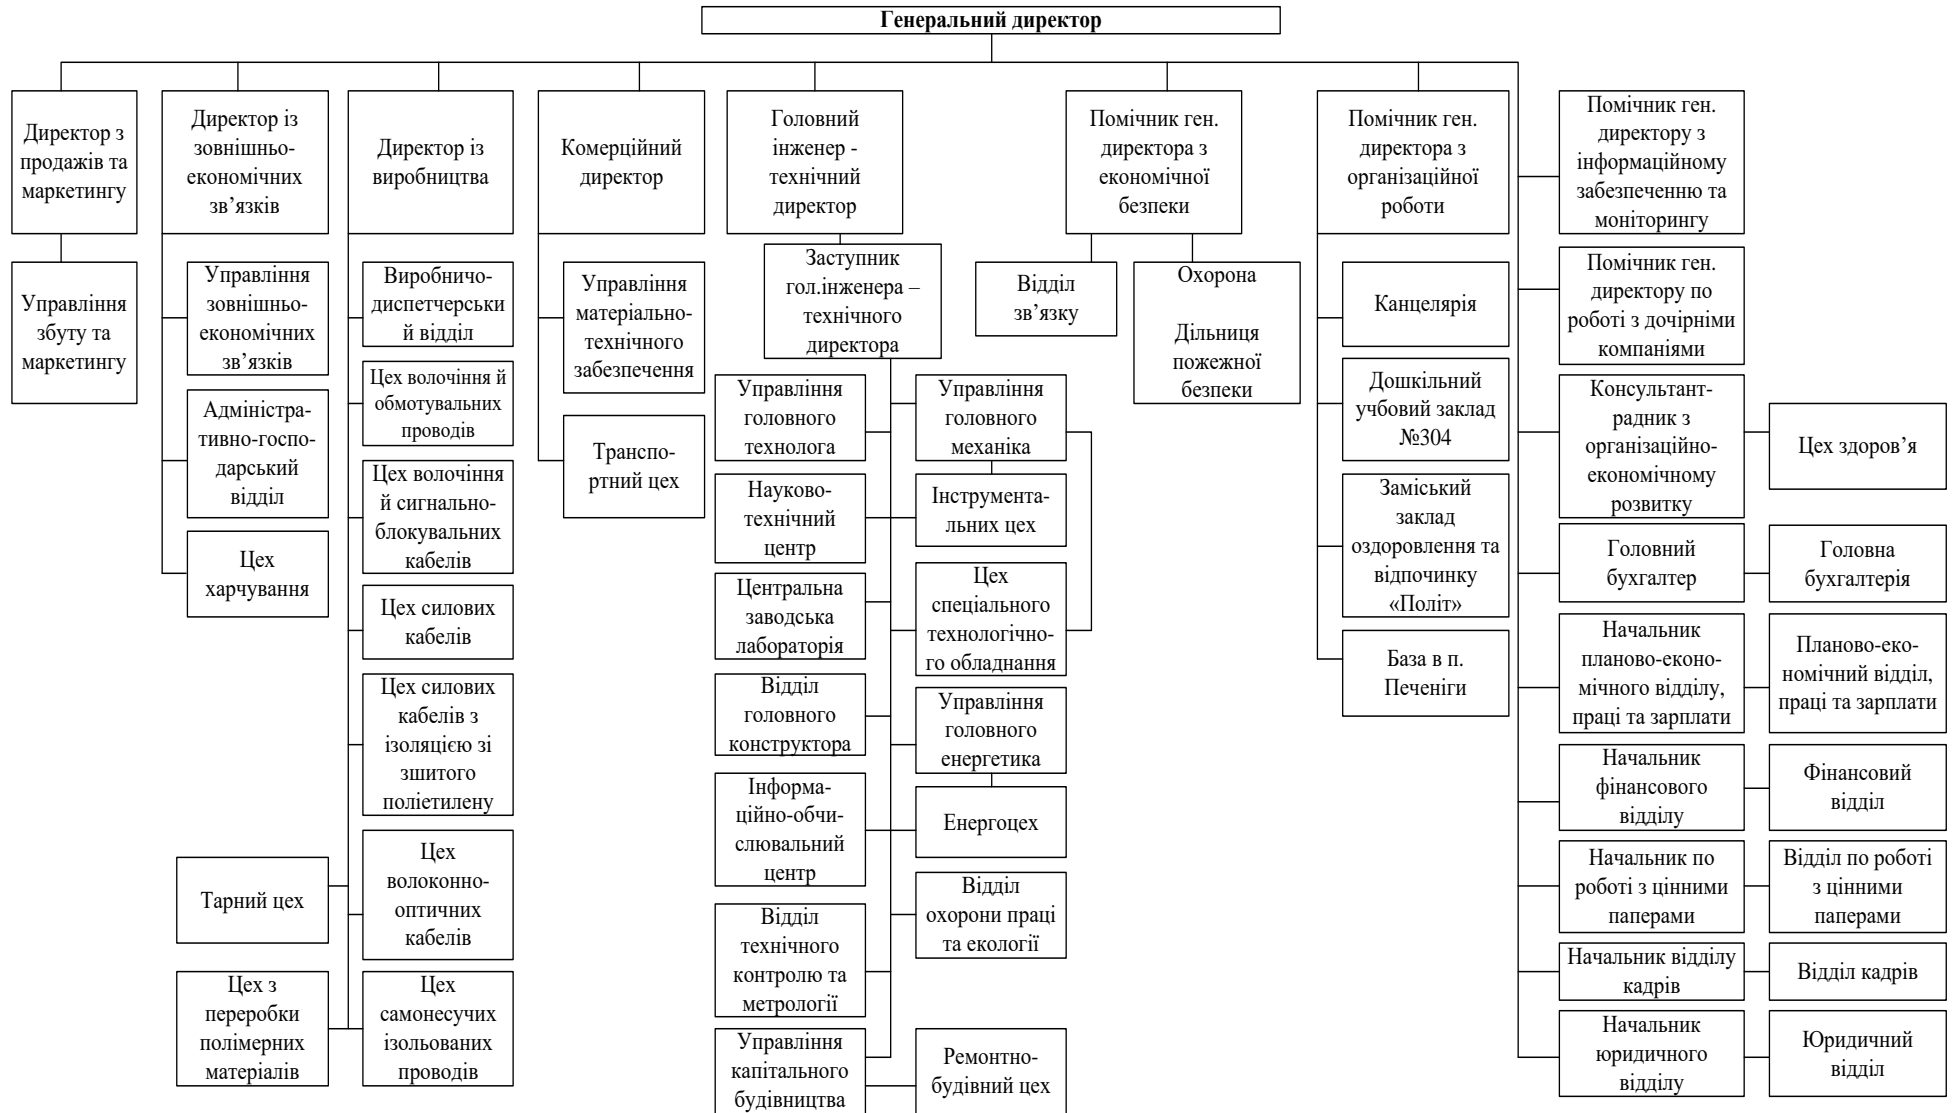 Генеральний директор
Директор з
продажів та
маркетингу
Директор із
зовнішньо-
економічних
зв’язків
Директор із
виробництва
Комерційний
директор
Головний
інженер -
технічний
директор
Помічник ген.
директора з
економічної
безпеки
Помічник ген.
директора з
організаційної
роботи
Помічник ген.
директору з
інформаційному
забезпеченню та
моніторингу
Управління
збуту та
маркетингу
Управління
зовнішньо-
економічних
зв’язків
Адміністра-
тивно-госпо-
дарський
відділ
Цех
харчування
Виробничо-
диспетчерськи
й відділ
Цех волочіння й
обмотувальних
проводів
Цех волочіння
й сигнально-
блокувальних
кабелів
Цех силових
кабелів
Цех силових
кабелів з
ізоляцією зі
зшитого
поліетилену
Тарний цех
Цех
волоконно-
оптичних
кабелів
Цех з
переробки
полімерних
матеріалів
Цех
самонесучих
ізольованих
проводів
Управління
матеріально-
технічного
забезпечення
Транспо-
ртний цех
Заступник
гол.інженера –
технічного
директора
Управління
головного
технолога
Управління
головного
механіка
Науково-
технічний
центр
Інструмента-
льних цех
Центральна
заводська
лабораторія
Цех
спеціального
технологічно-
го обладнання
Відділ
головного
конструктора
Управління
головного
енергетика
Інформа-
ційно-обчи-
слювальний
центр
Енергоцех
Відділ
технічного
контролю та
метрології
Відділ
охорони праці
та екології
Управління
капітального
будівництва
Ремонтно-
будівний цех
Відділ
зв’язку
Охорона
Дільниця
пожежної
безпеки
Канцелярія
Дошкільний
учбовий заклад
№304
Заміський
заклад
оздоровлення та
відпочинку
«Політ»
База в п.
Печеніги
Помічник ген.
директору по
роботі з дочірніми
компаніями
Консультант-
радник з
організаційно-
економічному
розвитку
Цех здоров’я
Головний
бухгалтер
Головна
бухгалтерія
Начальник
планово-еконо-
мічного відділу,
праці та зарплати
Планово-еко-
номічний відділ,
праці та зарплати
Начальник
фінансового
відділу
Фінансовий
відділ
Начальник по
роботі з цінними
паперами
Відділ по роботі
з цінними
паперами
Начальник відділу
кадрів
Відділ кадрів
Начальник
юридичного
відділу
Юридичний
відділ